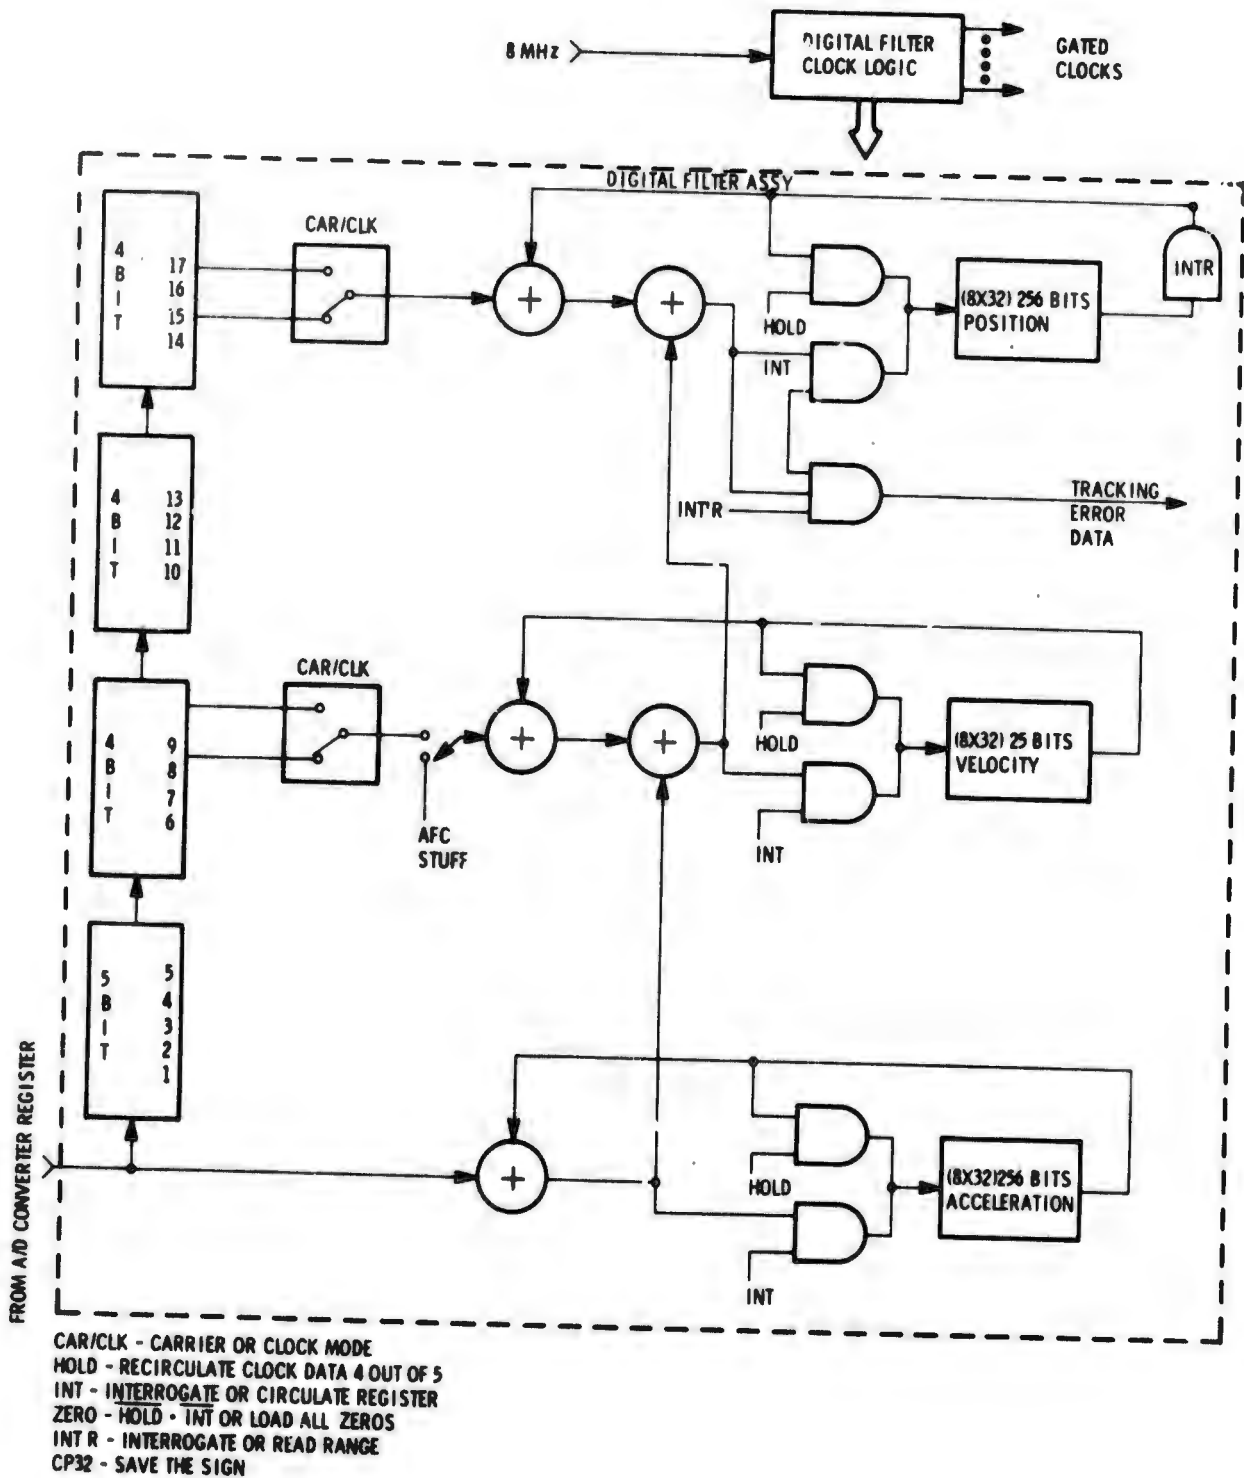 8 MHz
DIGITAL FILTER
CLOCK LOGIC
GATED
CLOCKS
DIGITAL FILTER ASSY
4
B
I
T
17
16
15
14
CAR/CLK
+
+
HOLD
INT
(8X32) 256 BITS
POSITION
INTR
INT'R
TRACKING
ERROR
DATA
4
B
I
T
13
12
11
10
4
B
I
T
9
8
7
6
CAR/CLK
AFC
STUFF
+
+
HOLD
INT
(8X32) 25 BITS
VELOCITY
5
B
I
T
5
4
3
2
1
FROM A/D CONVERTER REGISTER
+
HOLD
INT
(8X32)256 BITS
ACCELERATION
CAR/CLK - CARRIER OR CLOCK MODE
HOLD - RECIRCULATE CLOCK DATA 4 OUT OF 5
INT - INTERROGATE OR CIRCULATE REGISTER
ZERO - HOLD · INT OR LOAD ALL ZEROS
INT R - INTERROGATE OR READ RANGE
CP32 - SAVE THE SIGN